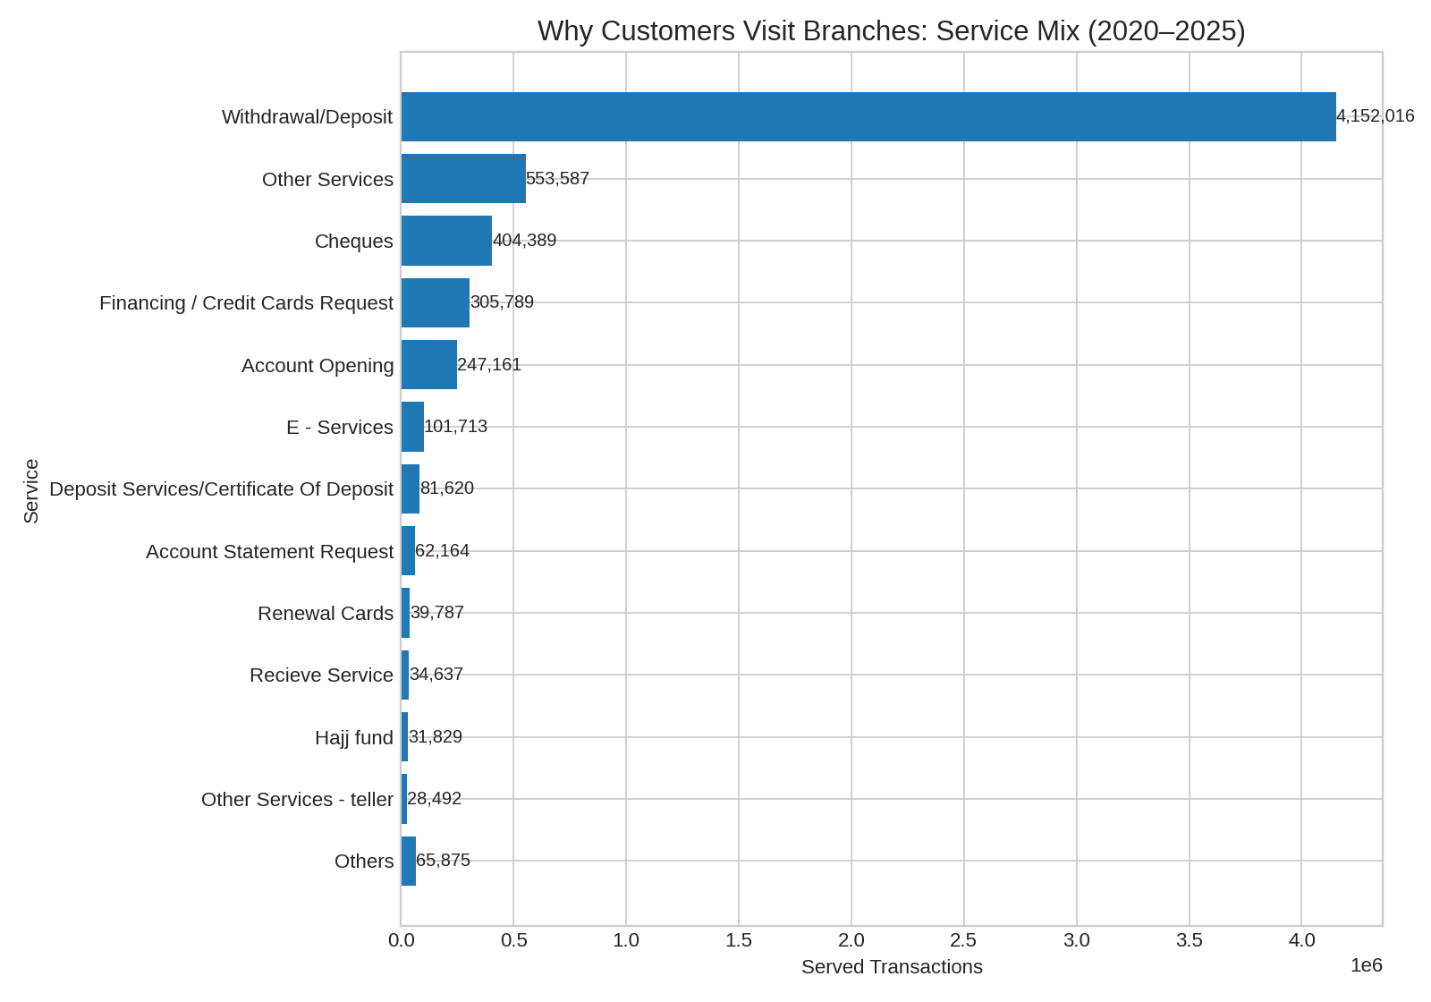 Why Customers Visit Branches: Service Mix (2020–2025)
Withdrawal/Deposit 4,152,016
Other Services 553,587
Cheques 404,389
Financing / Credit Cards Request 305,789
Account Opening 247,161
E - Services 101,713
Deposit Services/Certificate Of Deposit 81,620
Account Statement Request 62,164
Renewal Cards 39,787
Recieve Service 34,637
Hajj fund 31,829
Other Services - teller 28,492
Others 65,875
Service
0.0 0.5 1.0 1.5 2.0 2.5 3.0 3.5 4.0
1e6
Served Transactions